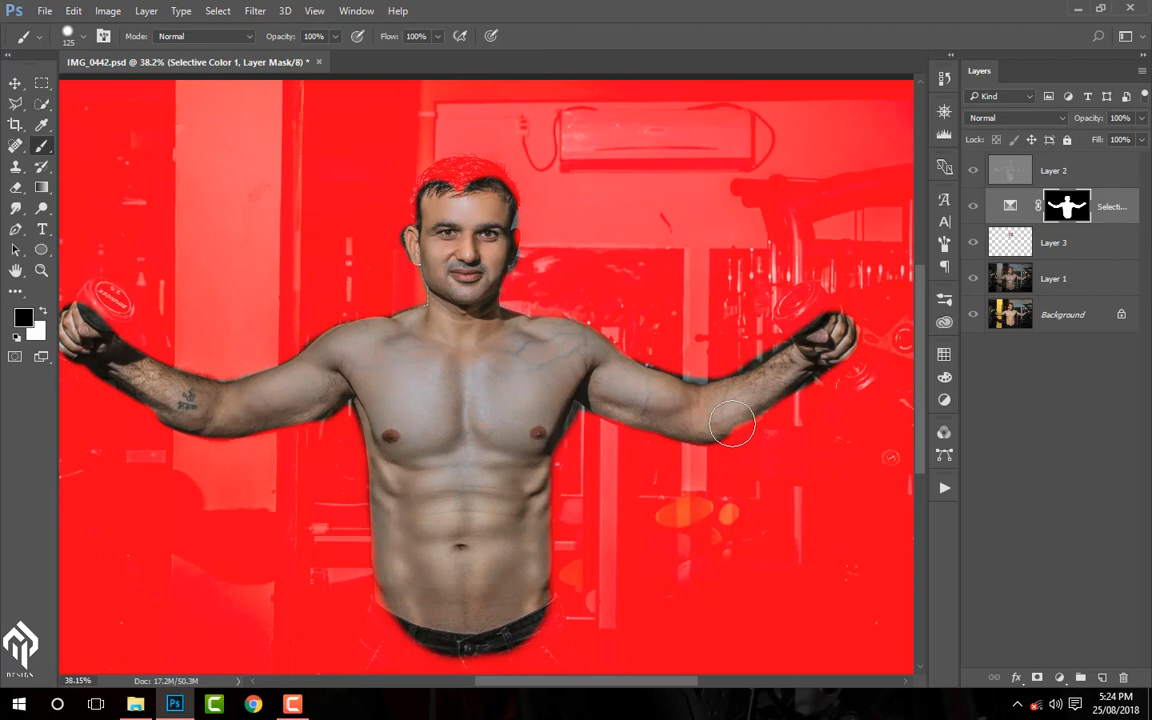 Ps File Edit Image Layer Type Select Filter 3D View Window Help
125 Mode: Normal Opacity: 100% Flow: 100%
IMG_0442.psd @ 38.2% (Selective Color 1, Layer Mask/8) * ×
Layers
Kind
Normal Opacity: 100%
Lock: Fill: 100%
Layer 2
Selecti...
Layer 3
Layer 1
Background
DESIGN
38.15% Doc: 17.2M/50.3M
fx
Ps
5:24 PM
25/08/2018